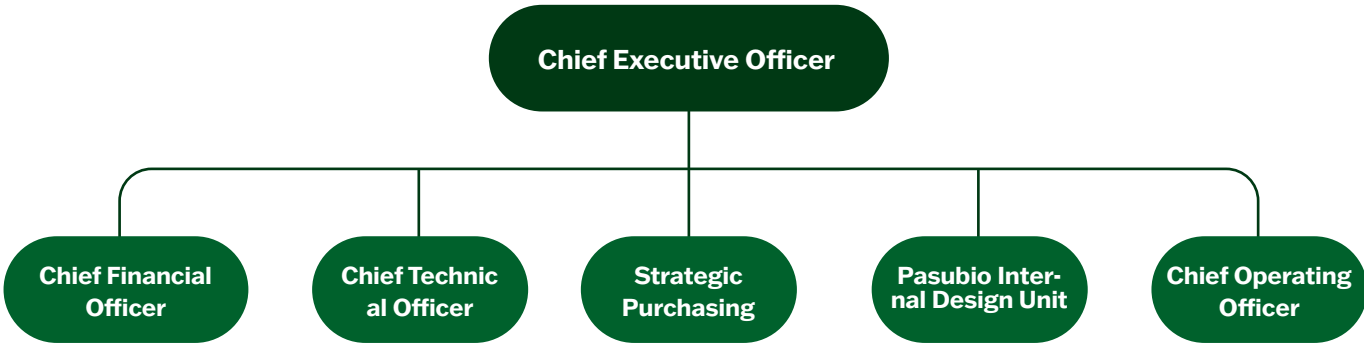 Chief Executive Officer
Chief Financial
Officer
Chief Technic
al Officer
Strategic
Purchasing
Pasubio Inter-
nal Design Unit
Chief Operating
Officer